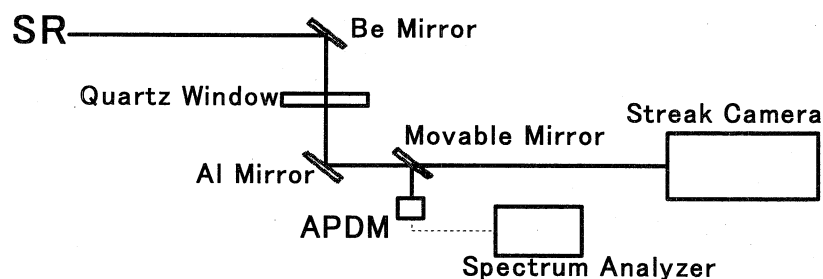 SR
Be Mirror
Quartz Window
Streak Camera
Movable Mirror
Al Mirror
APDM
Spectrum Analyzer